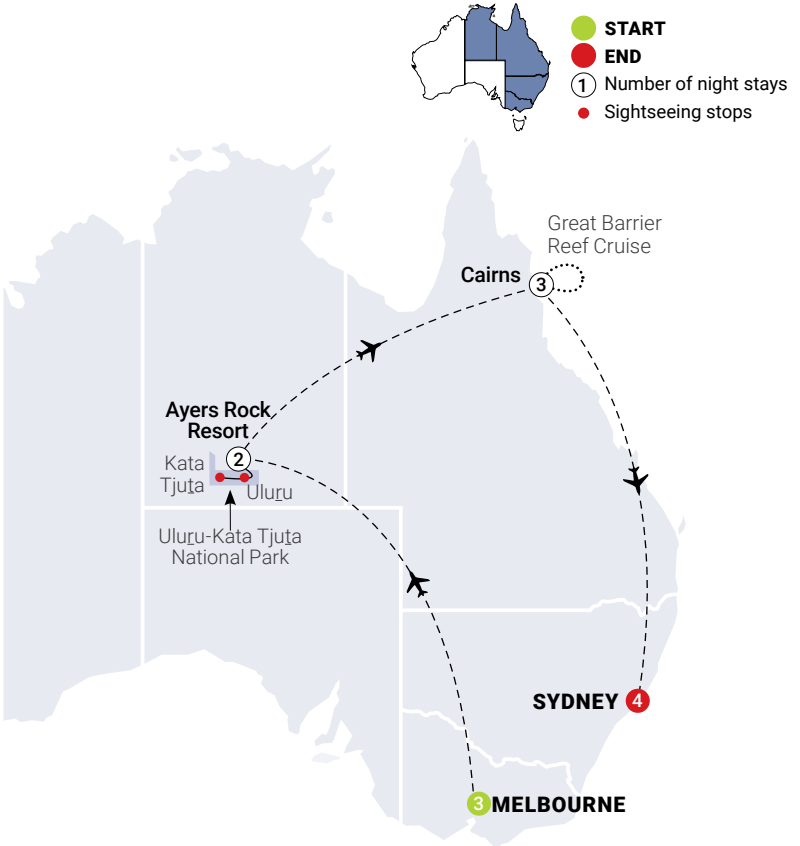 START
END
1 Number of night stays
Sightseeing stops
Great Barrier
Reef Cruise
Cairns
3
Ayers Rock
Resort
2
Kata
Tjuṯa
Uluṟu
Uluṟu-Kata Tjuṯa
National Park
SYDNEY 4
3 MELBOURNE